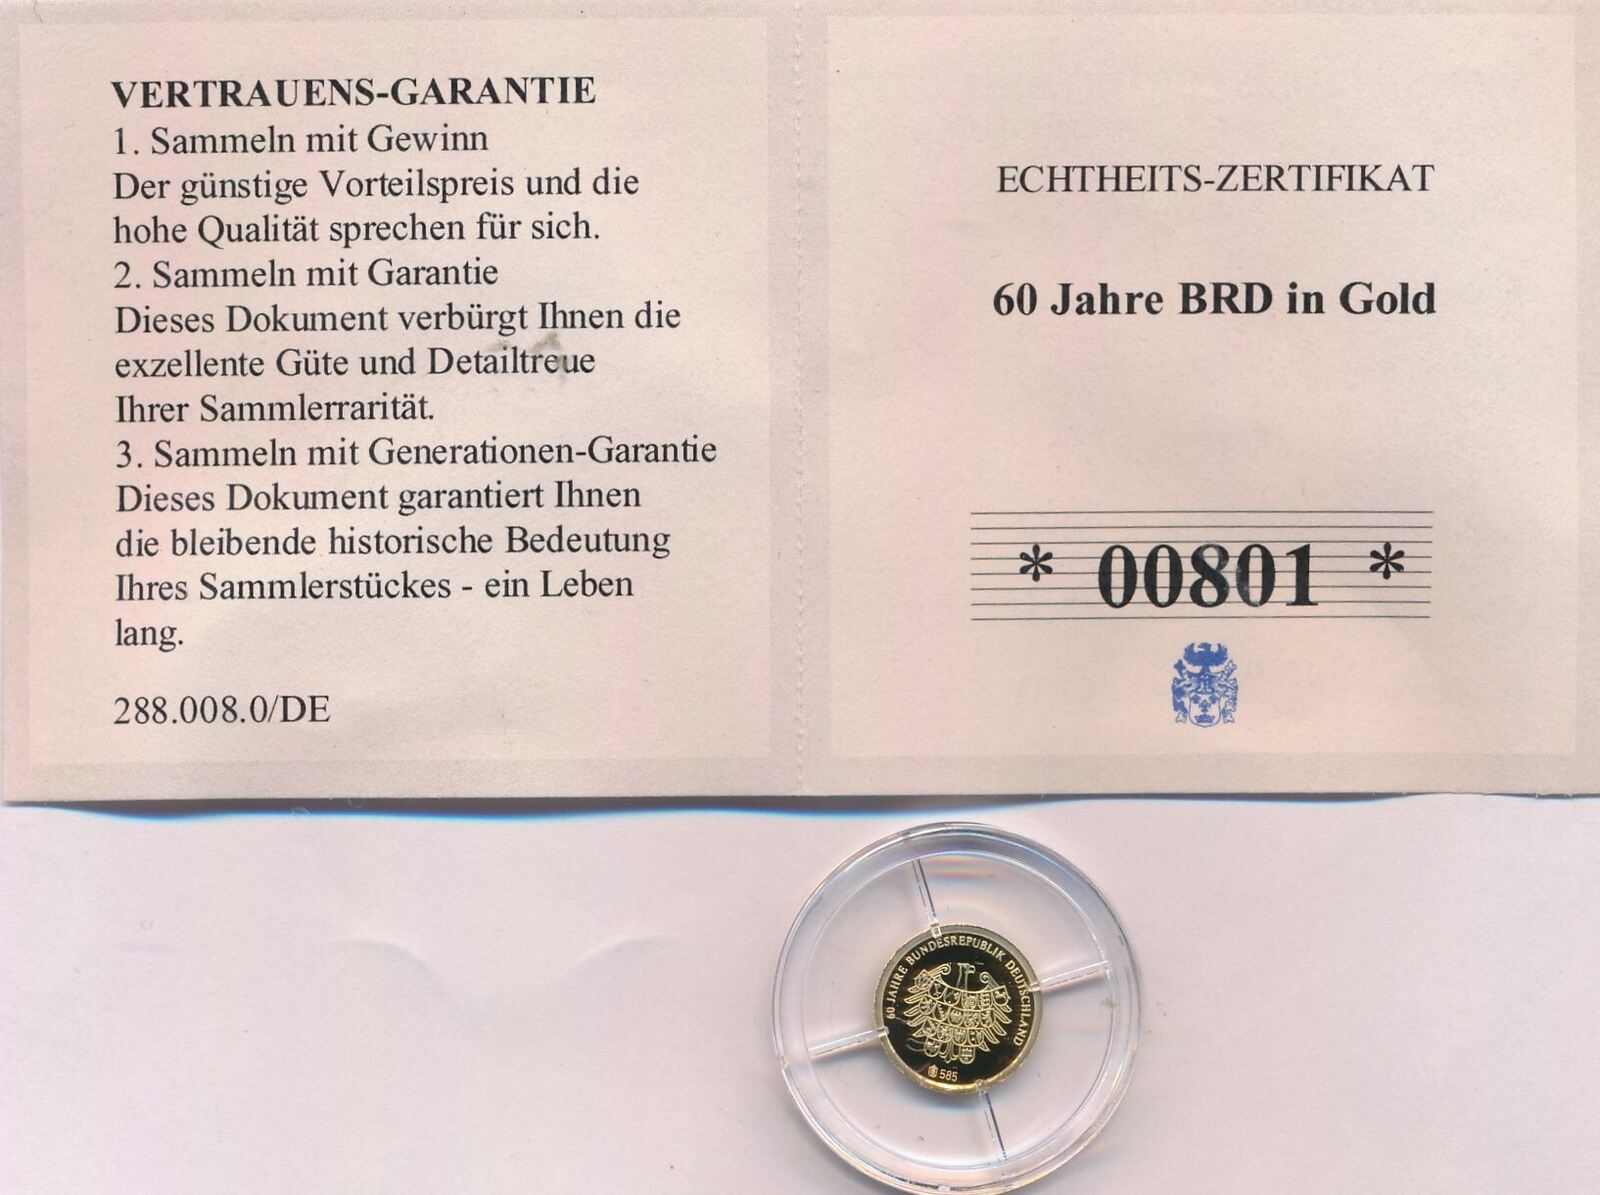 VERTRAUENS-GARANTIE
1. Sammeln mit Gewinn
Der günstige Vorteilspreis und die
hohe Qualität sprechen für sich.
2. Sammeln mit Garantie
Dieses Dokument verbürgt Ihnen die
exzellente Güte und Detailtreue
Ihrer Sammlerrarität.
3. Sammeln mit Generationen-Garantie
Dieses Dokument garantiert Ihnen
die bleibende historische Bedeutung
Ihres Sammlerstückes - ein Leben
lang.
288.008.0/DE
ECHTHEITS-ZERTIFIKAT
60 Jahre BRD in Gold
* 00801 *
60 JAHRE BUNDESREPUBLIK DEUTSCHLAND
585